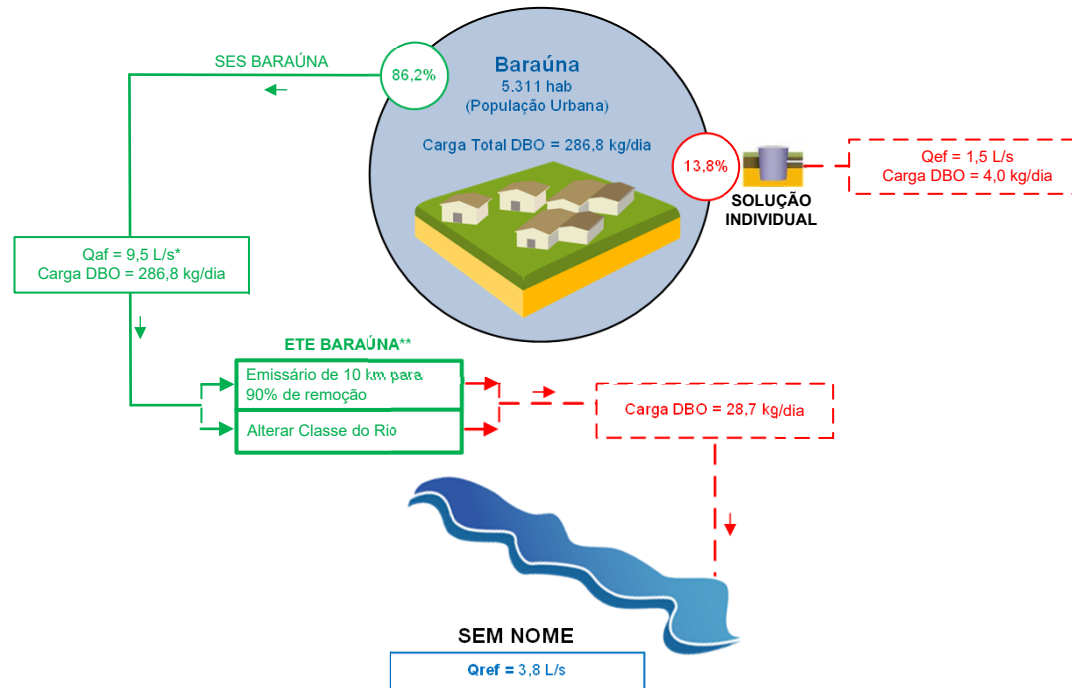 SES BARAÚNA
86,2%
Baraúna
5.311 hab
(População Urbana)
Carga Total DBO = 286,8 kg/dia
13,8%
SOLUÇÃO
INDIVIDUAL
Qef = 1,5 L/s
Carga DBO = 4,0 kg/dia
Qaf = 9,5 L/s*
Carga DBO = 286,8 kg/dia
ETE BARAÚNA**
Emissário de 10 km para
90% de remoção
Alterar Classe do Rio
Carga DBO = 28,7 kg/dia
SEM NOME
Qref = 3,8 L/s